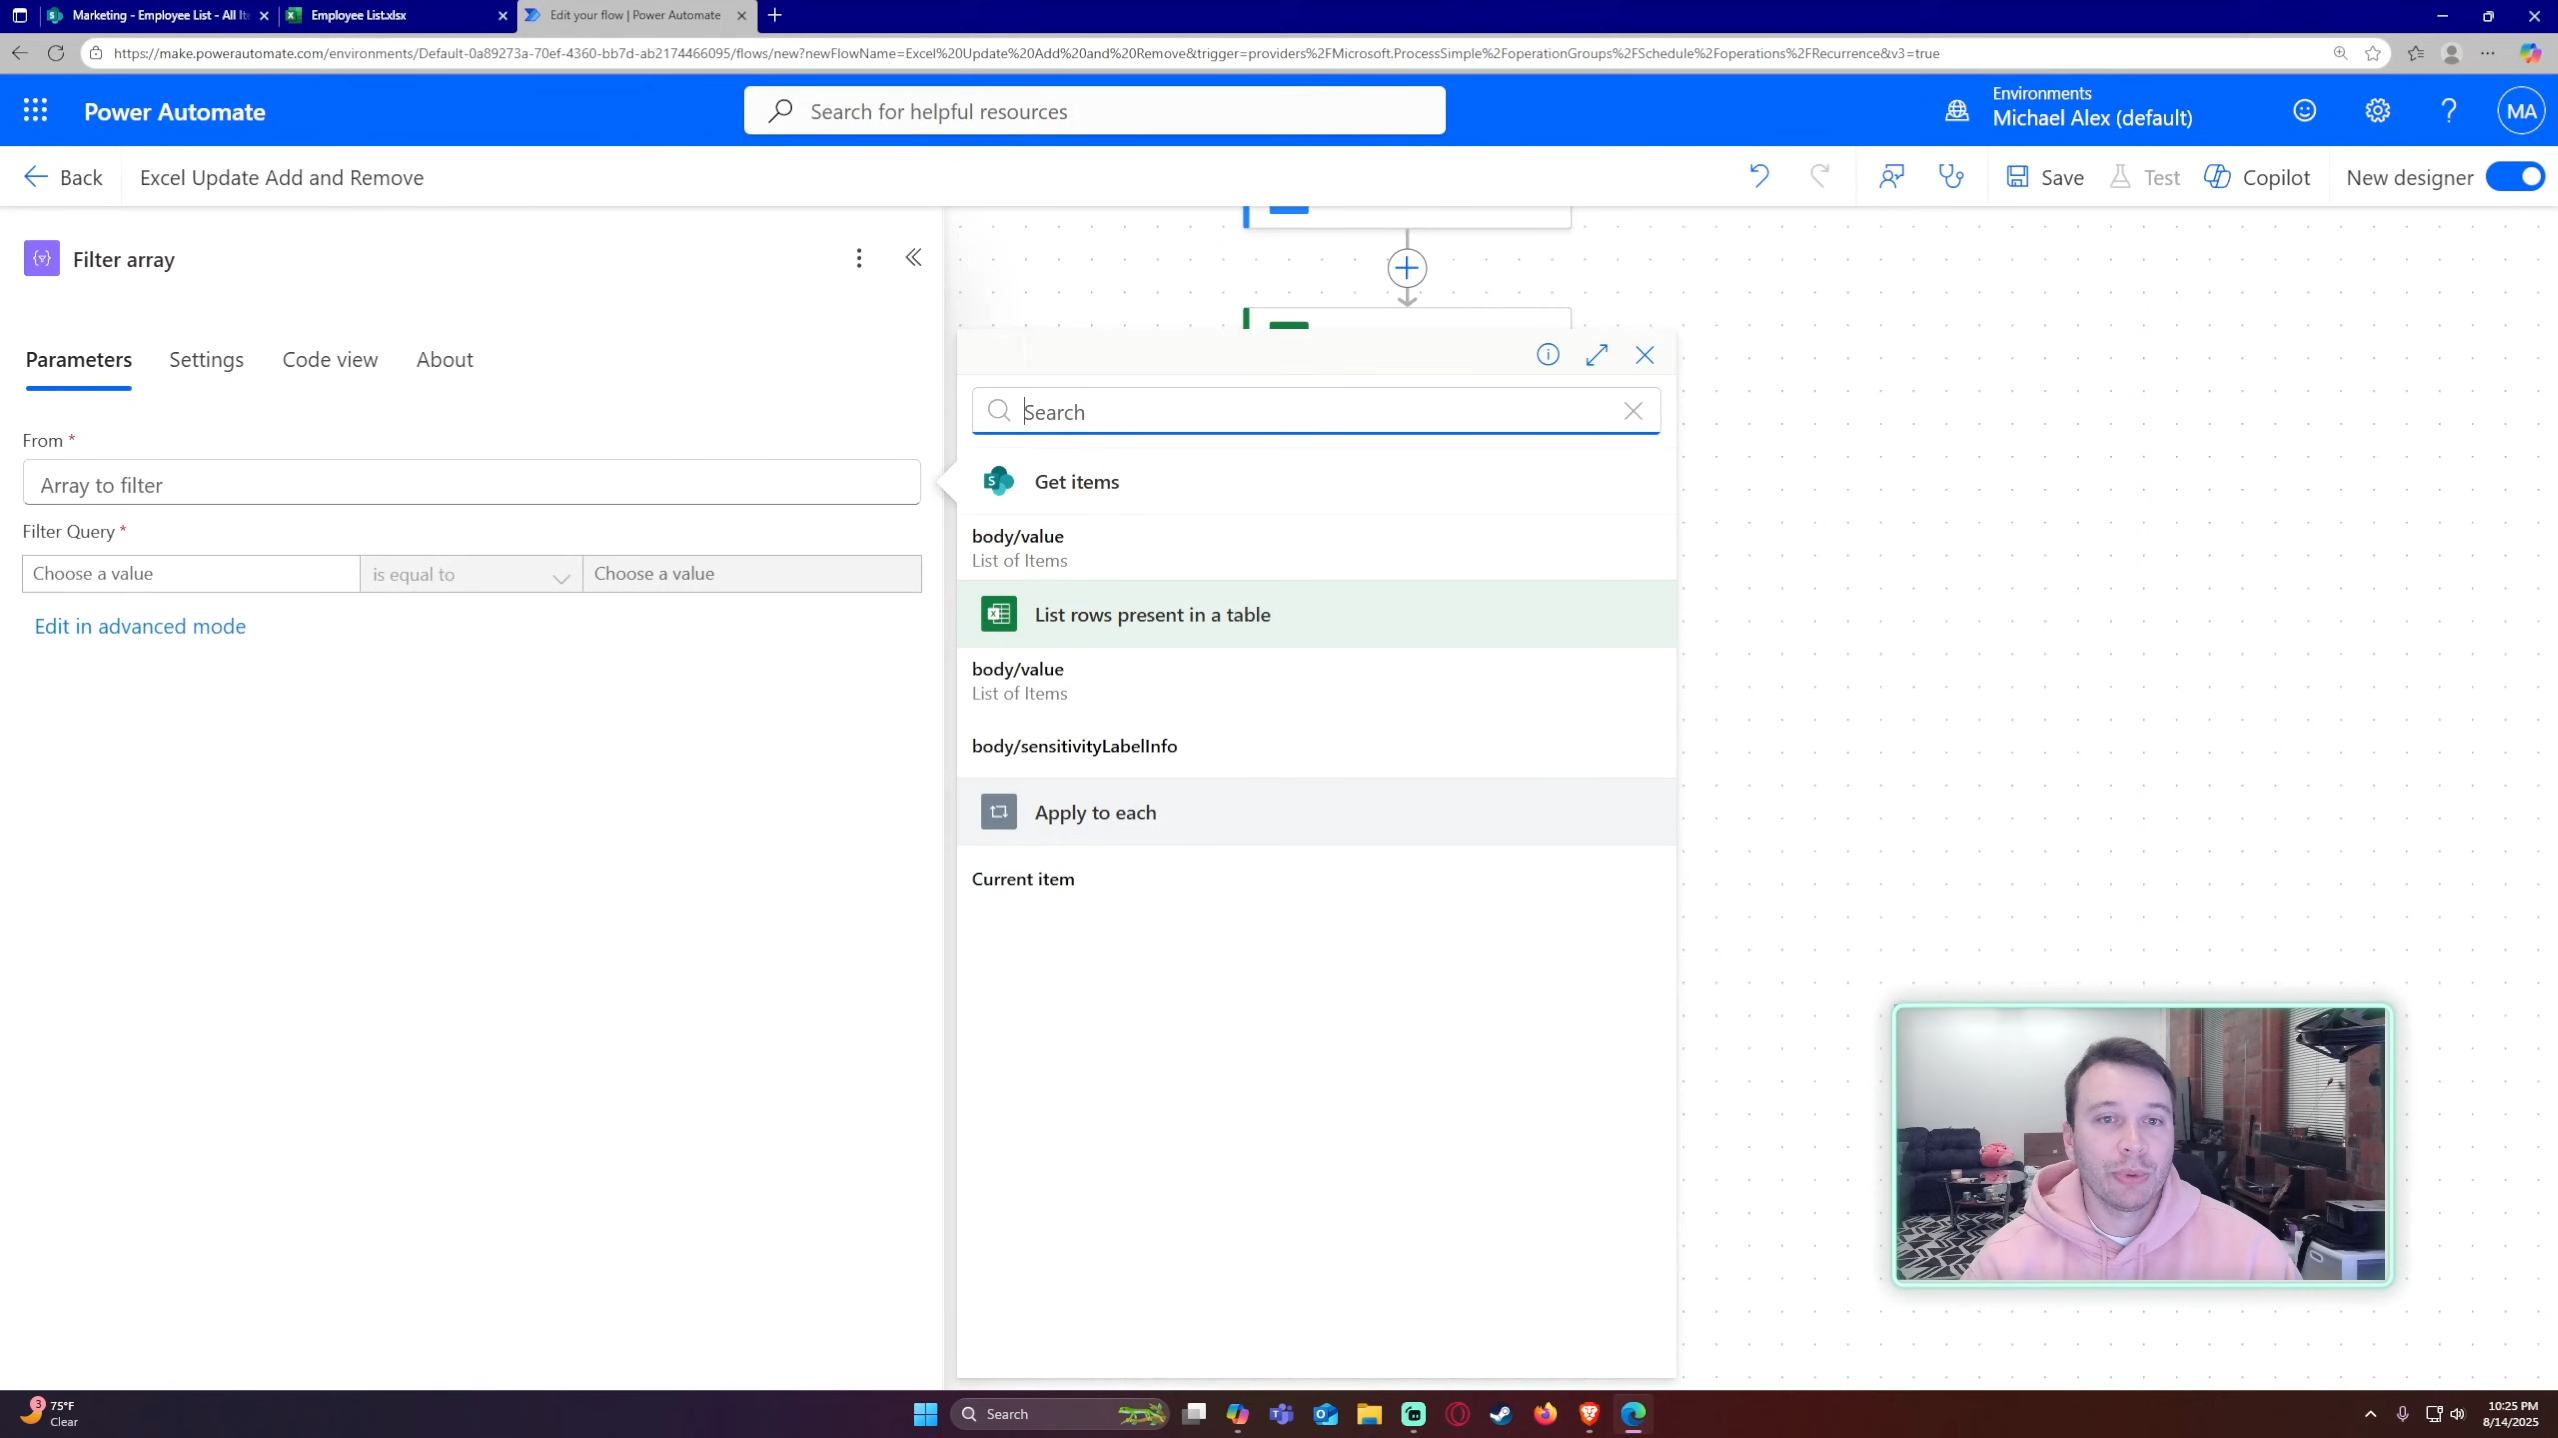 Marketing - Employee List - All Ite
Employee List.xlsx
Edit your flow | Power Automate
https://make.powerautomate.com/environments/Default-0a89273a-70ef-4360-bb7d-ab2174466095/flows/new?newFlowName=Excel%20Update%20Add%20and%20Remove&trigger=providers%2FMicrosoft.ProcessSimple%2FoperationGroups%2FSchedule%2Foperations%2FRecurrence&v3=true
Power Automate
Search for helpful resources
Environments
Michael Alex (default)
MA
Back
Excel Update Add and Remove
Save
Test
Copilot
New designer
Filter array
Parameters
Settings
Code view
About
From *
Array to filter
Filter Query *
Choose a value
is equal to
Choose a value
Edit in advanced mode
Search
Get items
body/value
List of Items
List rows present in a table
body/value
List of Items
body/sensitivityLabelInfo
Apply to each
Current item
3
75°F
Clear
Search
10:25 PM
8/14/2025